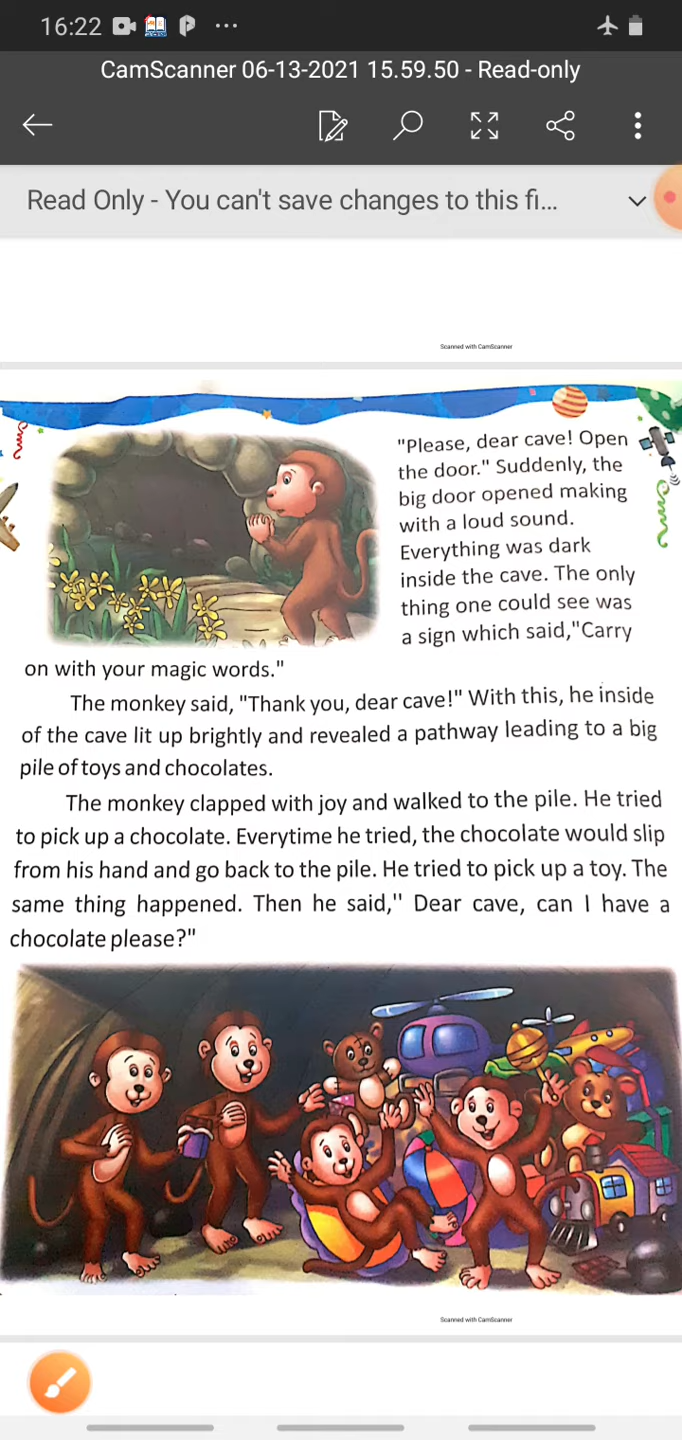 16:22
CamScanner 06-13-2021 15.59.50 - Read-only
Read Only - You can't save changes to this fi...
Scanned with CamScanner
"Please, dear cave! Open
the door." Suddenly, the
big door opened making
with a loud sound.
Everything was dark
inside the cave. The only
thing one could see was
a sign which said,"Carry
on with your magic words."
The monkey said, "Thank you, dear cave!" With this, he inside
of the cave lit up brightly and revealed a pathway leading to a big
pile of toys and chocolates.
The monkey clapped with joy and walked to the pile. He tried
to pick up a chocolate. Everytime he tried, the chocolate would slip
from his hand and go back to the pile. He tried to pick up a toy. The
same thing happened. Then he said,'' Dear cave, can I have a
chocolate please?"
Scanned with CamScanner